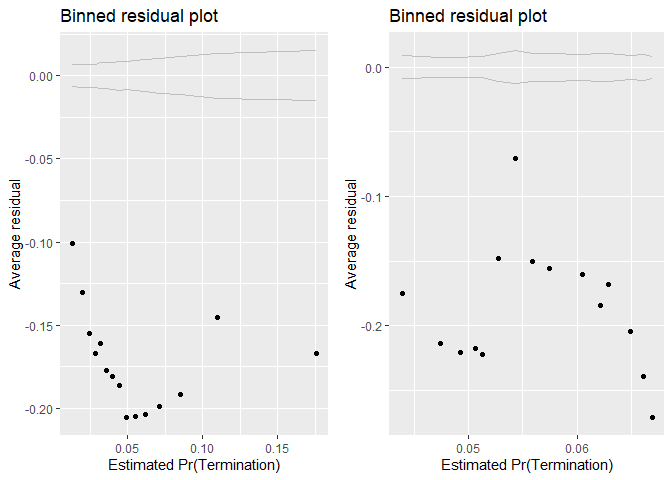 Binned residual plot
0.00
-0.05
-0.10
-0.15
-0.20
Average residual
0.05
0.10
0.15
Estimated Pr(Termination)
Binned residual plot
0.0
-0.1
-0.2
Average residual
0.05
0.06
Estimated Pr(Termination)